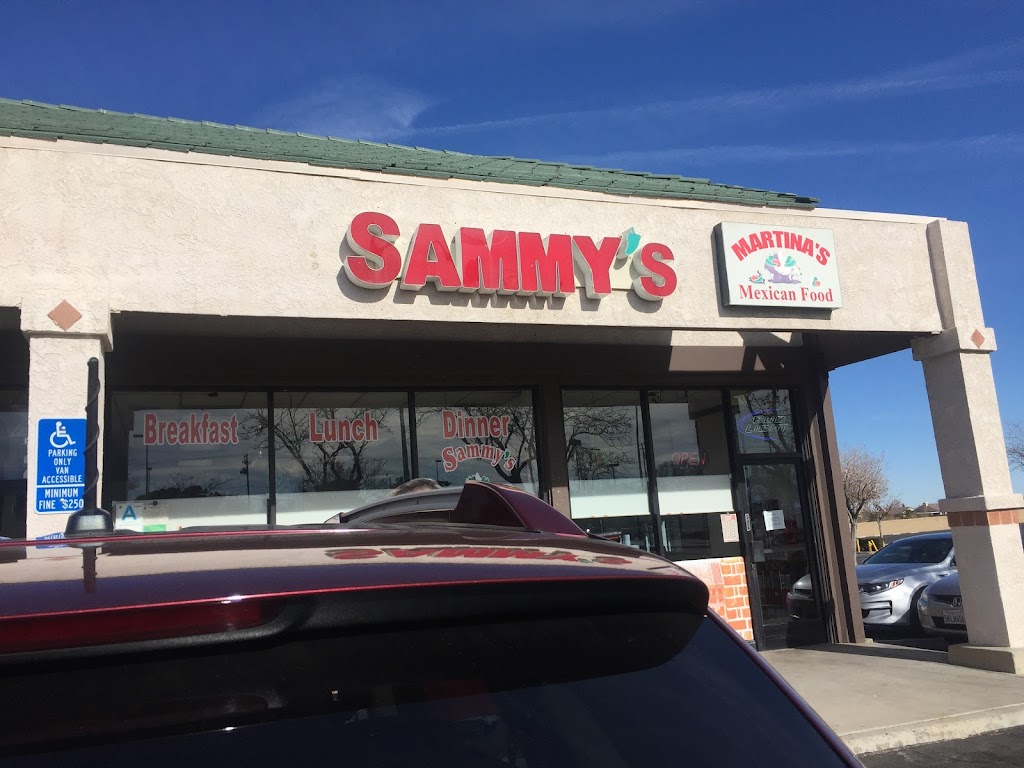 SAMMY'S
MARTINA'S
Mexican Food
Breakfast
Lunch
Dinner
Sammy's
OPEN
PARKING
ONLY
VAN
ACCESSIBLE
MINIMUM
FINE $250
A